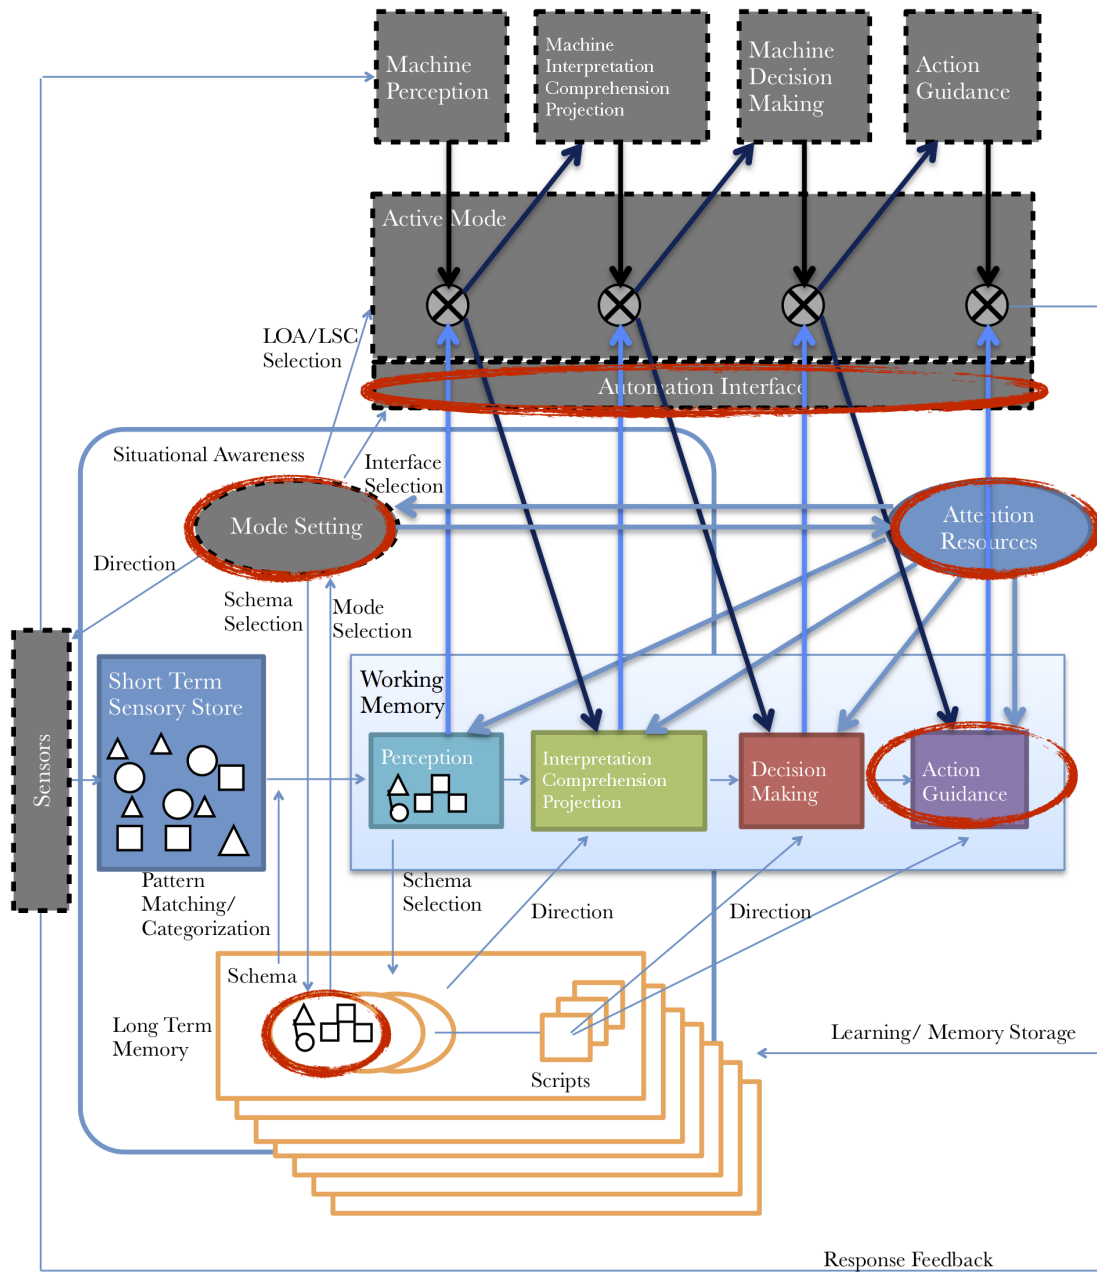 Machine
Perception
Machine
Interpretation
Comprehension
Projection
Machine
Decision
Making
Action
Guidance
Active Mode
LOA/LSC
Selection
Automation Interface
Situational Awareness
Interface
Selection
Mode Setting
Attention
Resources
Direction
Schema
Selection
Mode
Selection
Sensors
Short Term
Sensory Store
Working
Memory
Perception
Interpretation
Comprehension
Projection
Decision
Making
Action
Guidance
Pattern
Matching/
Categorization
Schema
Selection
Direction
Direction
Schema
Long Term
Memory
Scripts
Learning/ Memory Storage
Response Feedback